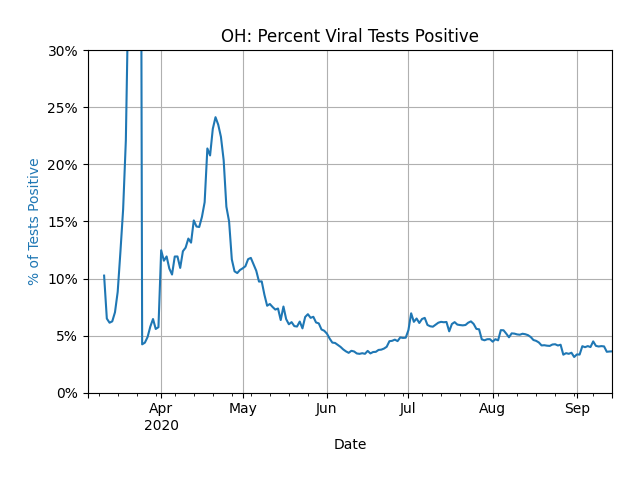 OH: Percent Viral Tests Positive
30%
25%
20%
15%
10%
5%
0%
% of Tests Positive
Apr May Jun Jul Aug Sep
2020
Date